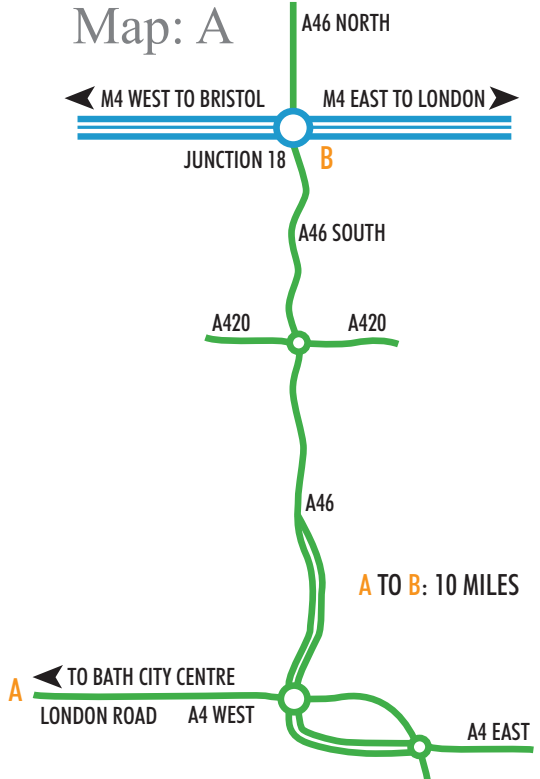 Map: A
A46 NORTH
M4 WEST TO BRISTOL
M4 EAST TO LONDON
JUNCTION 18
B
A46 SOUTH
A420
A420
A46
A TO B: 10 MILES
TO BATH CITY CENTRE
A
LONDON ROAD
A4 WEST
A4 EAST